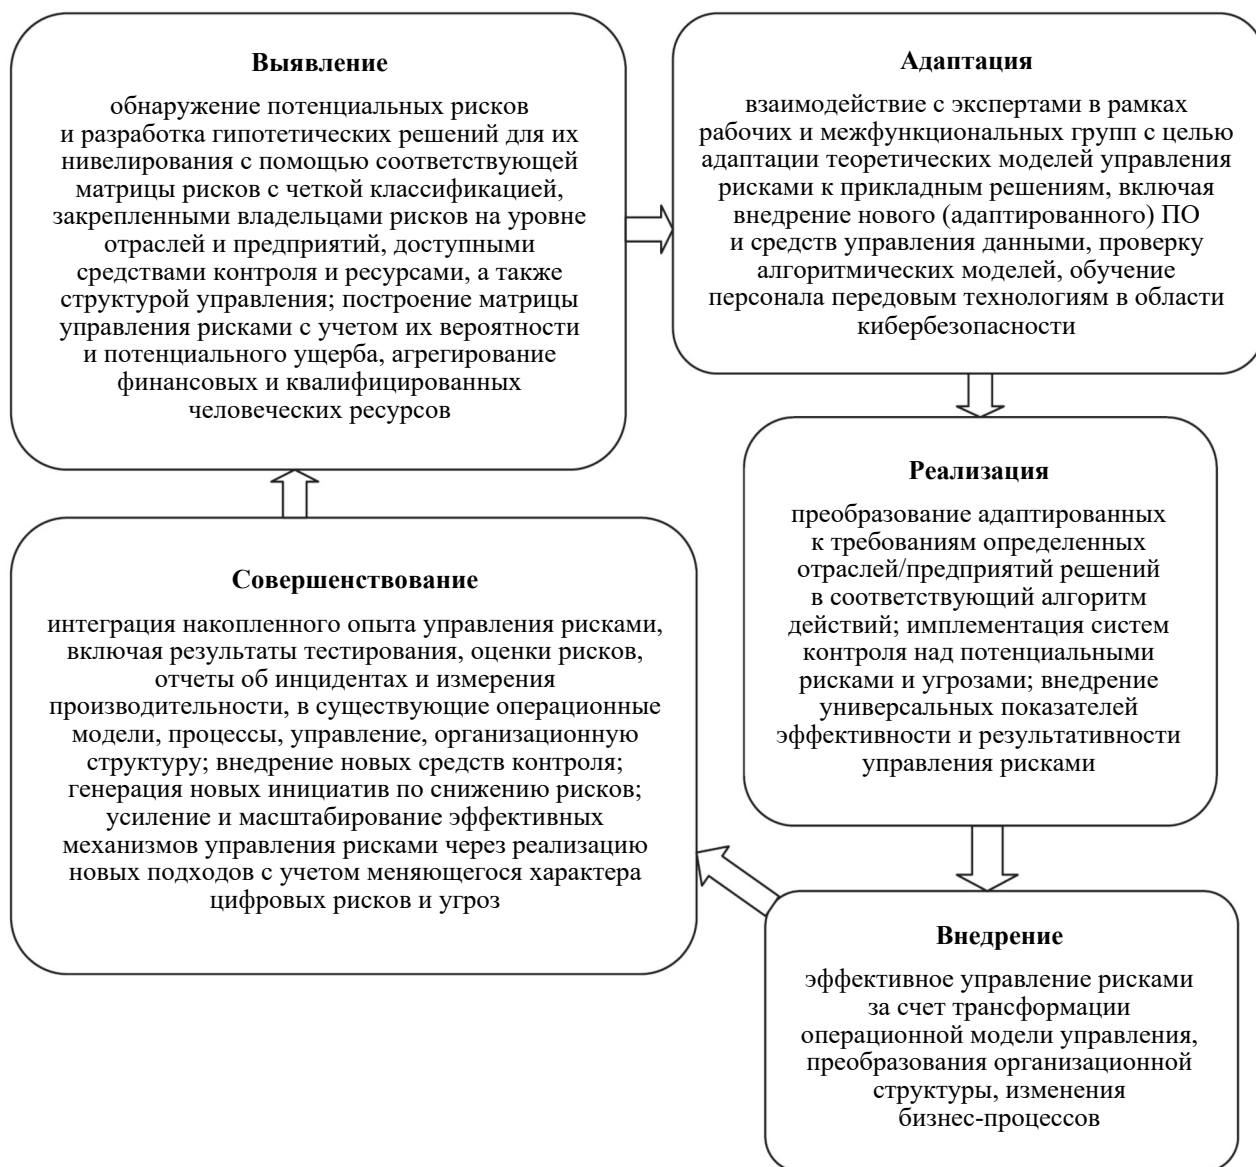 Выявление
обнаружение потенциальных рисков
и разработка гипотетических решений для их
нивелирования с помощью соответствующей
матрицы рисков с четкой классификацией,
закрепленными владельцами рисков на уровне
отраслей и предприятий, доступными
средствами контроля и ресурсами, а также
структурой управления; построение матрицы
управления рисками с учетом их вероятности
и потенциального ущерба, агрегирование
финансовых и квалифицированных
человеческих ресурсов
Адаптация
взаимодействие с экспертами в рамках
рабочих и межфункциональных групп с целью
адаптации теоретических моделей управления
рисками к прикладным решениям, включая
внедрение нового (адаптированного) ПО
и средств управления данными, проверку
алгоритмических моделей, обучение
персонала передовым технологиям в области
кибербезопасности
Реализация
преобразование адаптированных
к требованиям определенных
отраслей/предприятий решений
в соответствующий алгоритм
действий; имплементация систем
контроля над потенциальными
рисками и угрозами; внедрение
универсальных показателей
эффективности и результативности
управления рисками
Внедрение
эффективное управление рисками
за счет трансформации
операционной модели управления,
преобразования организационной
структуры, изменения
бизнес-процессов
Совершенствование
интеграция накопленного опыта управления рисками,
включая результаты тестирования, оценки рисков,
отчеты об инцидентах и измерения
производительности, в существующие операционные
модели, процессы, управление, организационную
структуру; внедрение новых средств контроля;
генерация новых инициатив по снижению рисков;
усиление и масштабирование эффективных
механизмов управления рисками через реализацию
новых подходов с учетом меняющегося характера
цифровых рисков и угроз